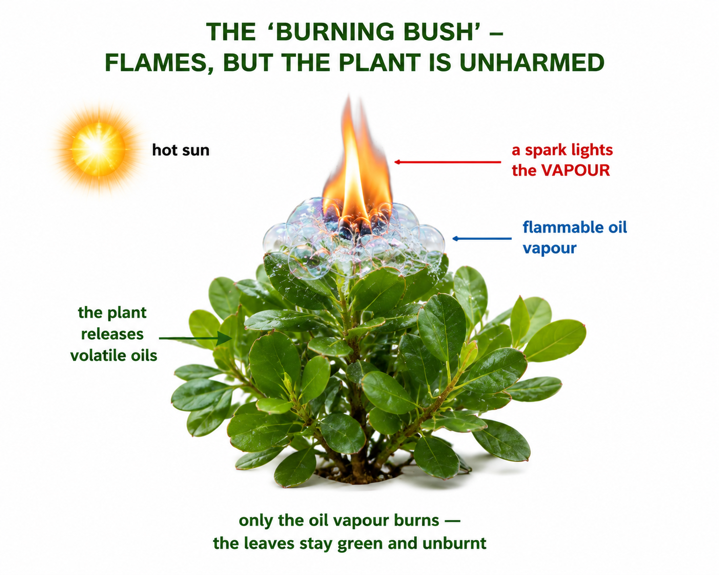 THE ‘BURNING BUSH’ –
FLAMES, BUT THE PLANT IS UNHARMED
hot sun
a spark lights
the VAPOUR
flammable oil
vapour
the plant
releases
volatile oils
only the oil vapour burns —
the leaves stay green and unburnt